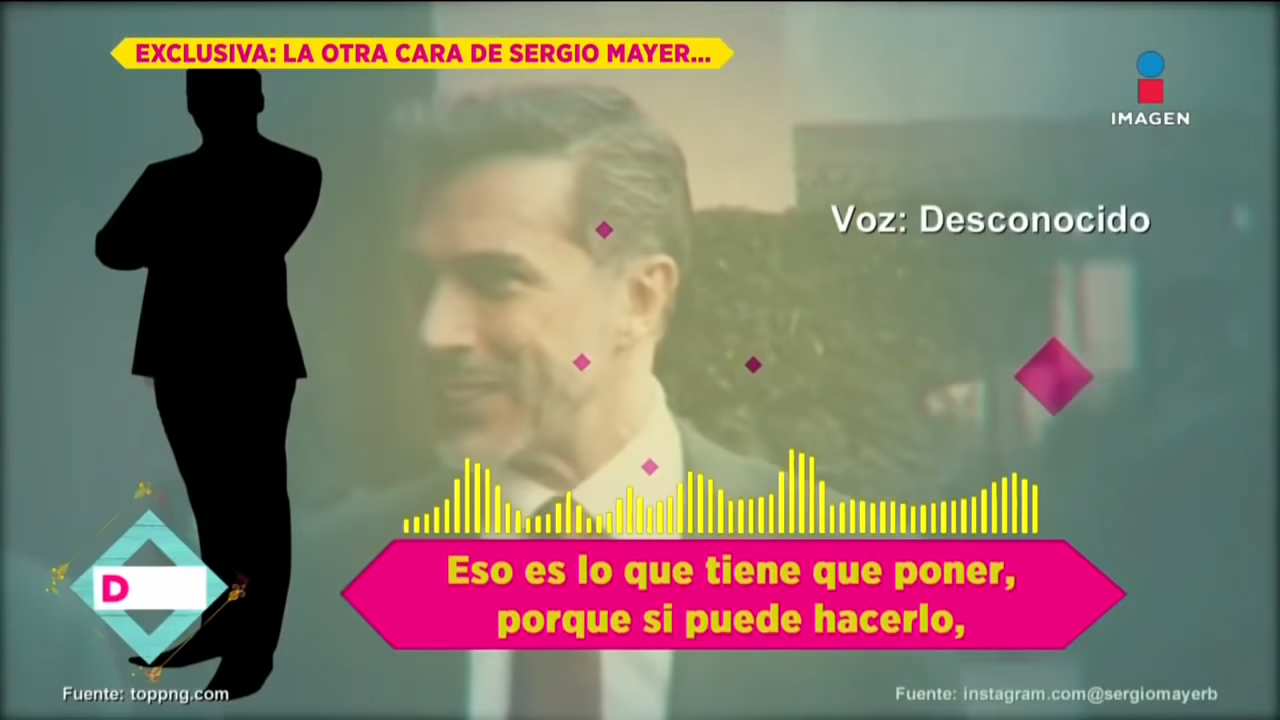 EXCLUSIVA: LA OTRA CARA DE SERGIO MAYER...
IMAGEN
Voz: Desconocido
Eso es lo que tiene que poner,
porque si puede hacerlo,
D
Fuente: toppng.com
Fuente: instagram.com@sergiomayerb